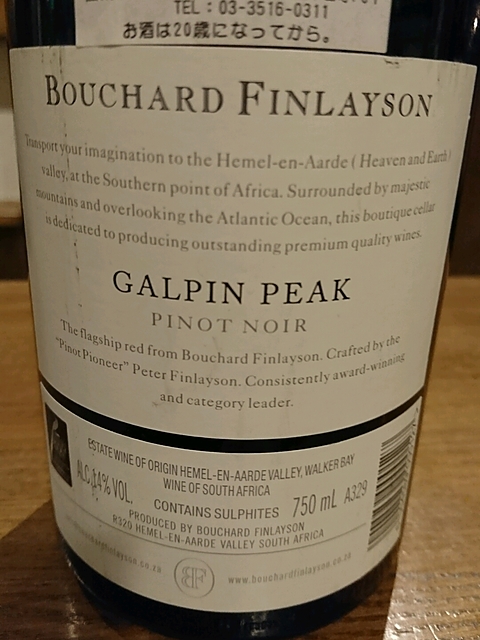 TEL:03-3516-0311
お酒は20歳になってから。
BOUCHARD FINLAYSON
Transport your imagination to the Hemel-en-Aarde (Heaven and Earth)
valley, at the Southern point of Africa. Surrounded by majestic
mountains and overlooking the Atlantic Ocean, this boutique cellar
is dedicated to producing outstanding premium quality wines.
GALPIN PEAK
PINOT NOIR
The flagship red from Bouchard Finlayson. Crafted by the
"Pinot Pioneer" Peter Finlayson. Consistently award-winning
and category leader.
ESTATE WINE OF ORIGIN HEMEL-EN-AARDE VALLEY, WALKER BAY
WINE OF SOUTH AFRICA
ALC. 14% VOL. CONTAINS SULPHITES 750 mL A329
PRODUCED BY BOUCHARD FINLAYSON
R320 HEMEL-EN-AARDE VALLEY SOUTH AFRICA
BF
www.bouchardfinlayson.co.za